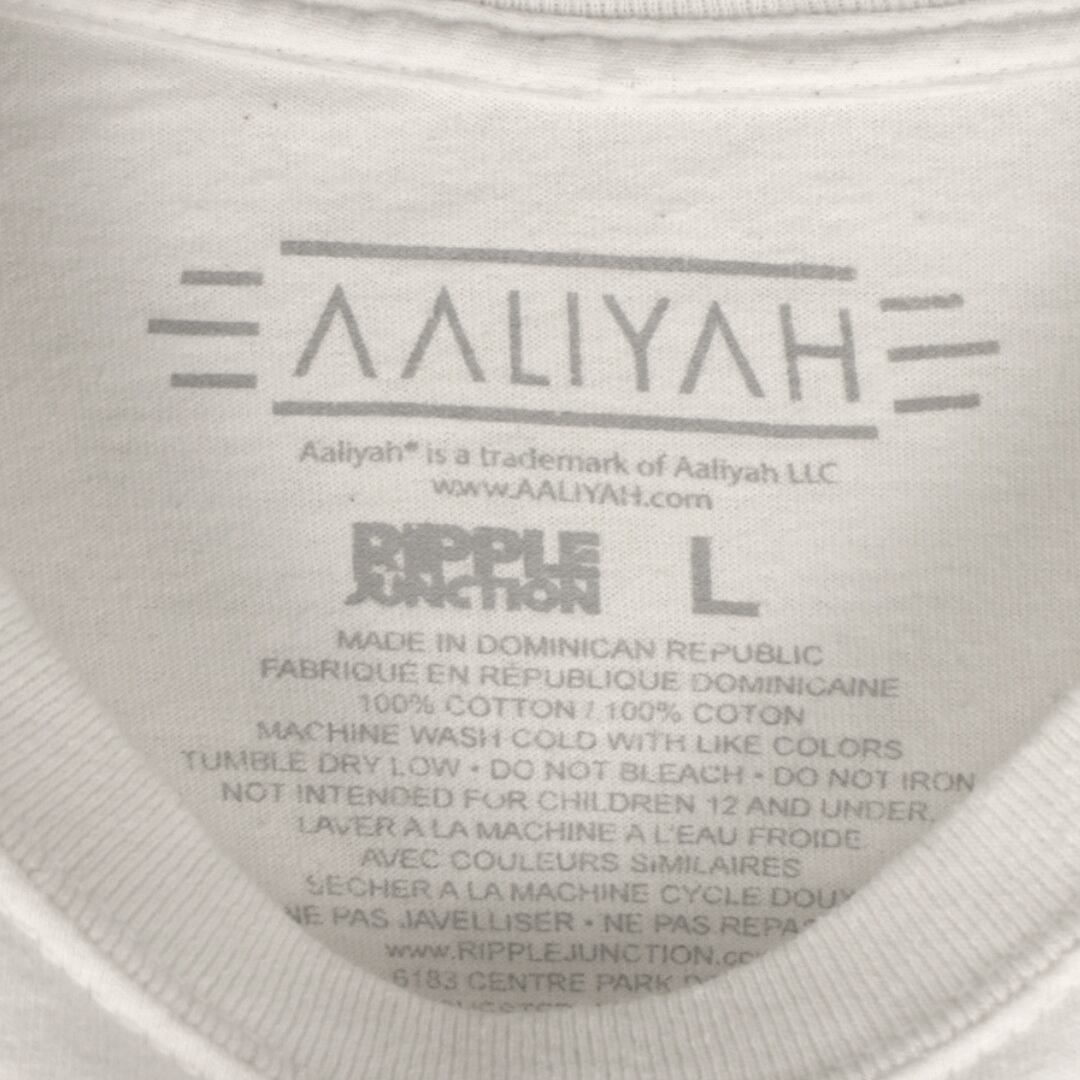 AALIYAH
Aaliyah® is a trademark of Aaliyah LLC
www.AALIYAH.com
RIPPLE
JUNCTION
L
MADE IN DOMINICAN REPUBLIC
FABRIQUÉ EN RÉPUBLIQUE DOMINICAINE
100% COTTON / 100% COTON
MACHINE WASH COLD WITH LIKE COLORS
TUMBLE DRY LOW • DO NOT BLEACH • DO NOT IRON
NOT INTENDED FOR CHILDREN 12 AND UNDER.
LAVER A LA MACHINE A L'EAU FROIDE
AVEC COULEURS SIMILAIRES
SECHER A LA MACHINE CYCLE DOUX
NE PAS JAVELLISER • NE PAS
www.RIPPLEJUNCTION
6183 CENTRE PARK